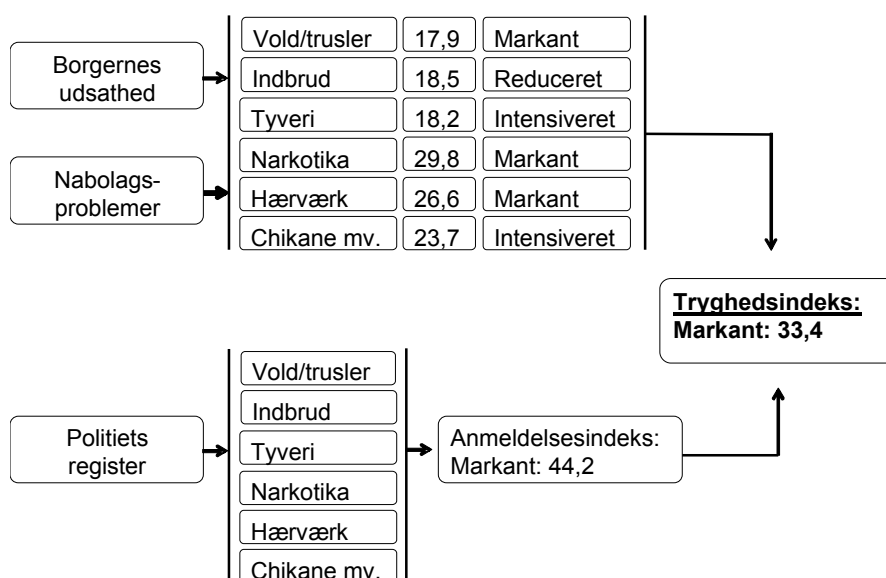 Borgernes
udsathed
Nabolags-
problemer
Vold/trusler 17,9 Markant
Indbrud 18,5 Reduceret
Tyveri 18,2 Intensiveret
Narkotika 29,8 Markant
Hærværk 26,6 Markant
Chikane mv. 23,7 Intensiveret
Tryghedsindeks:
Markant: 33,4
Politiets
register
Vold/trusler
Indbrud
Tyveri
Narkotika
Hærværk
Chikane mv.
Anmeldelsesindeks:
Markant: 44,2